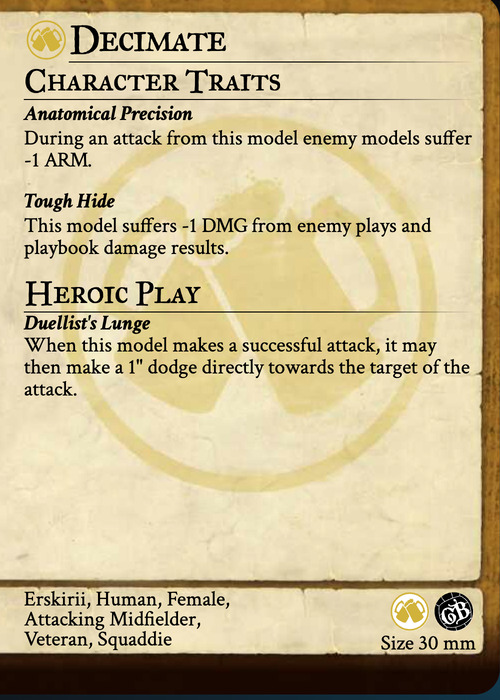 Decimate
Character Traits
Anatomical Precision
During an attack from this model enemy models suffer
-1 ARM.
Tough Hide
This model suffers -1 DMG from enemy plays and
playbook damage results.
Heroic Play
Duellist's Lunge
When this model makes a successful attack, it may
then make a 1" dodge directly towards the target of the
attack.
Erskirii, Human, Female,
Attacking Midfielder,
Veteran, Squaddie
GB
Size 30 mm